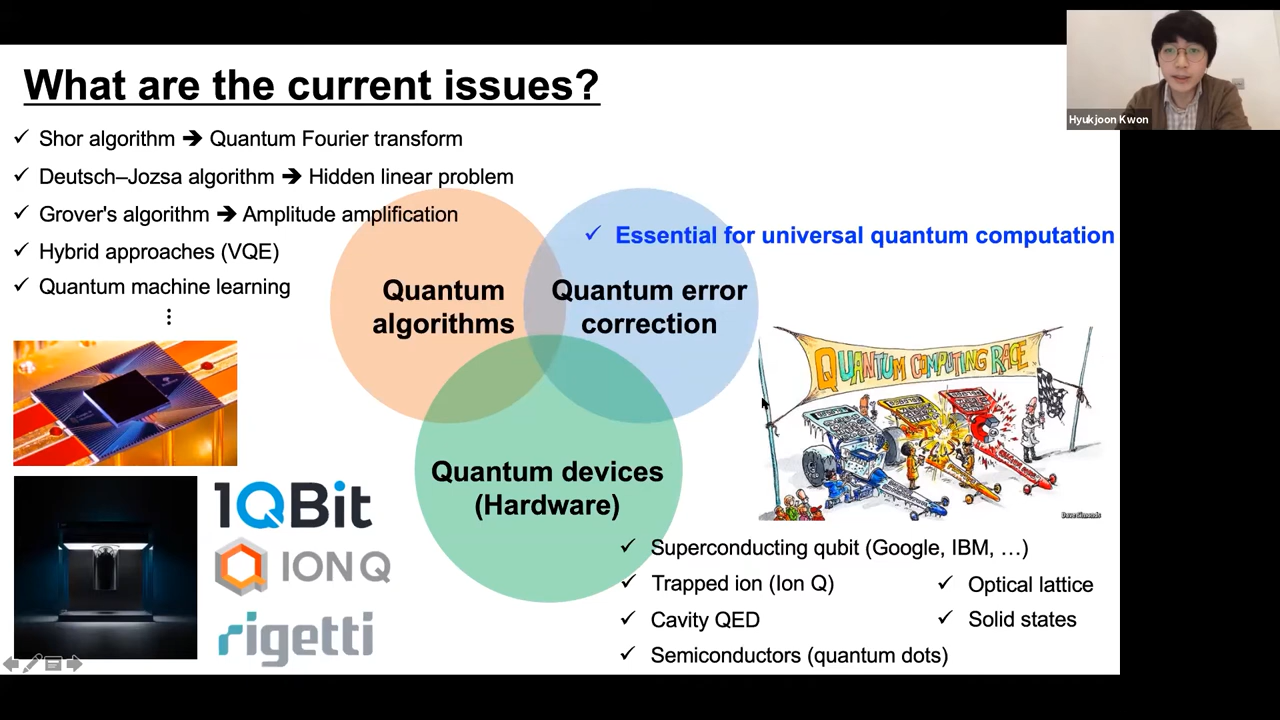 What are the current issues?
Hyukjoon Kwon
✓ Shor algorithm ➔ Quantum Fourier transform
✓ Deutsch–Jozsa algorithm ➔ Hidden linear problem
✓ Grover's algorithm ➔ Amplitude amplification
✓ Hybrid approaches (VQE)
✓ Quantum machine learning
⋮
✓ Essential for universal quantum computation
Quantum
algorithms
Quantum error
correction
Quantum devices
(Hardware)
QUANTUM COMPUTING RACE
Dave Simonds
1QBit
IONQ
rigetti
✓ Superconducting qubit (Google, IBM, …)
✓ Trapped ion (Ion Q)
✓ Optical lattice
✓ Cavity QED
✓ Solid states
✓ Semiconductors (quantum dots)